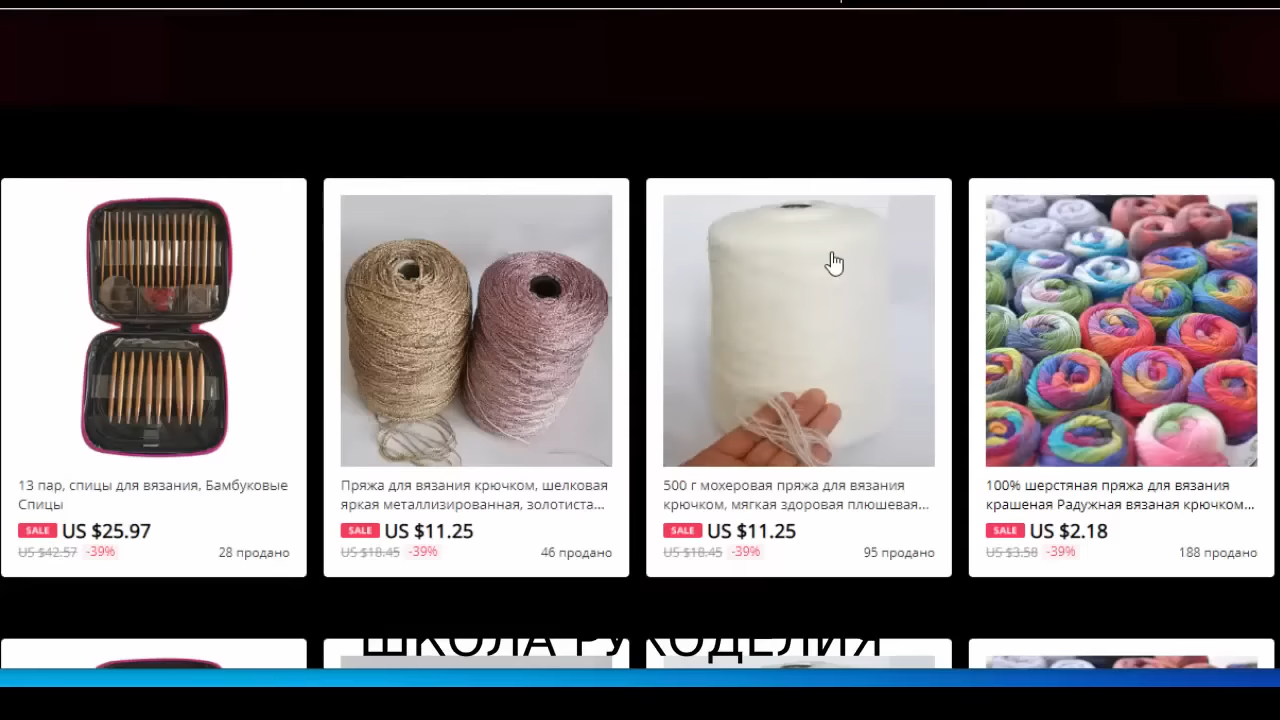 13 пар, спицы для вязания, Бамбуковые
Спицы
SALE US $25.97
US $42.57 -39% 28 продано
Пряжа для вязания крючком, шелковая
яркая металлизированная, золотиста...
SALE US $11.25
US $18.45 -39% 46 продано
500 г мохеровая пряжа для вязания
крючком, мягкая здоровая плюшевая...
SALE US $11.25
US $18.45 -39% 95 продано
100% шерстяная пряжа для вязания
крашеная Радужная вязаная крючком...
SALE US $2.18
US $3.58 -39% 188 продано
ШКОЛА РУКОДЕЛИЯ